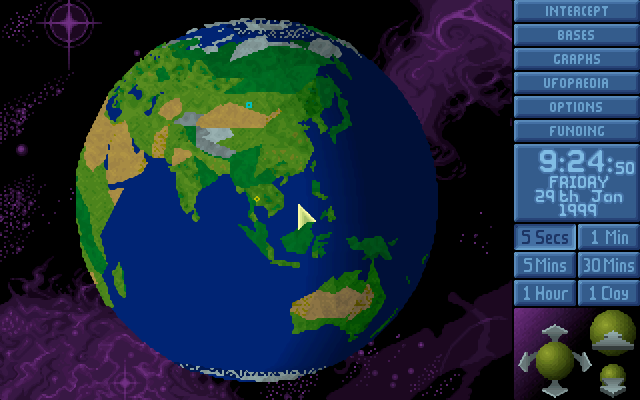 INTERCEPT
BASES
GRAPHS
UFOPAEDIA
OPTIONS
FUNDING
9:24:50
FRIDAY
29th Jan
1999
5 Secs 1 Min
5 Mins 30 Mins
1 Hour 1 Day